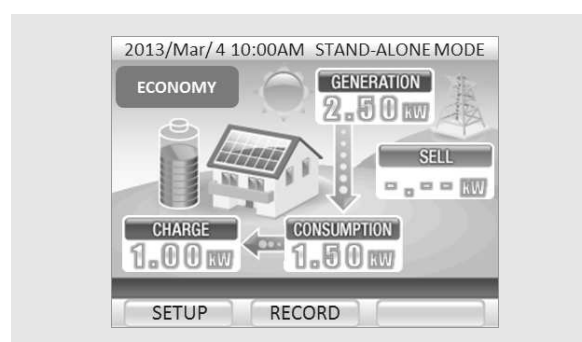 2013/Mar/ 4 10:00AM STAND-ALONE MODE
ECONOMY
GENERATION
2.50 kW
SELL
-.-- kW
CHARGE
1.00 kW
CONSUMPTION
1.50 kW
SETUP
RECORD